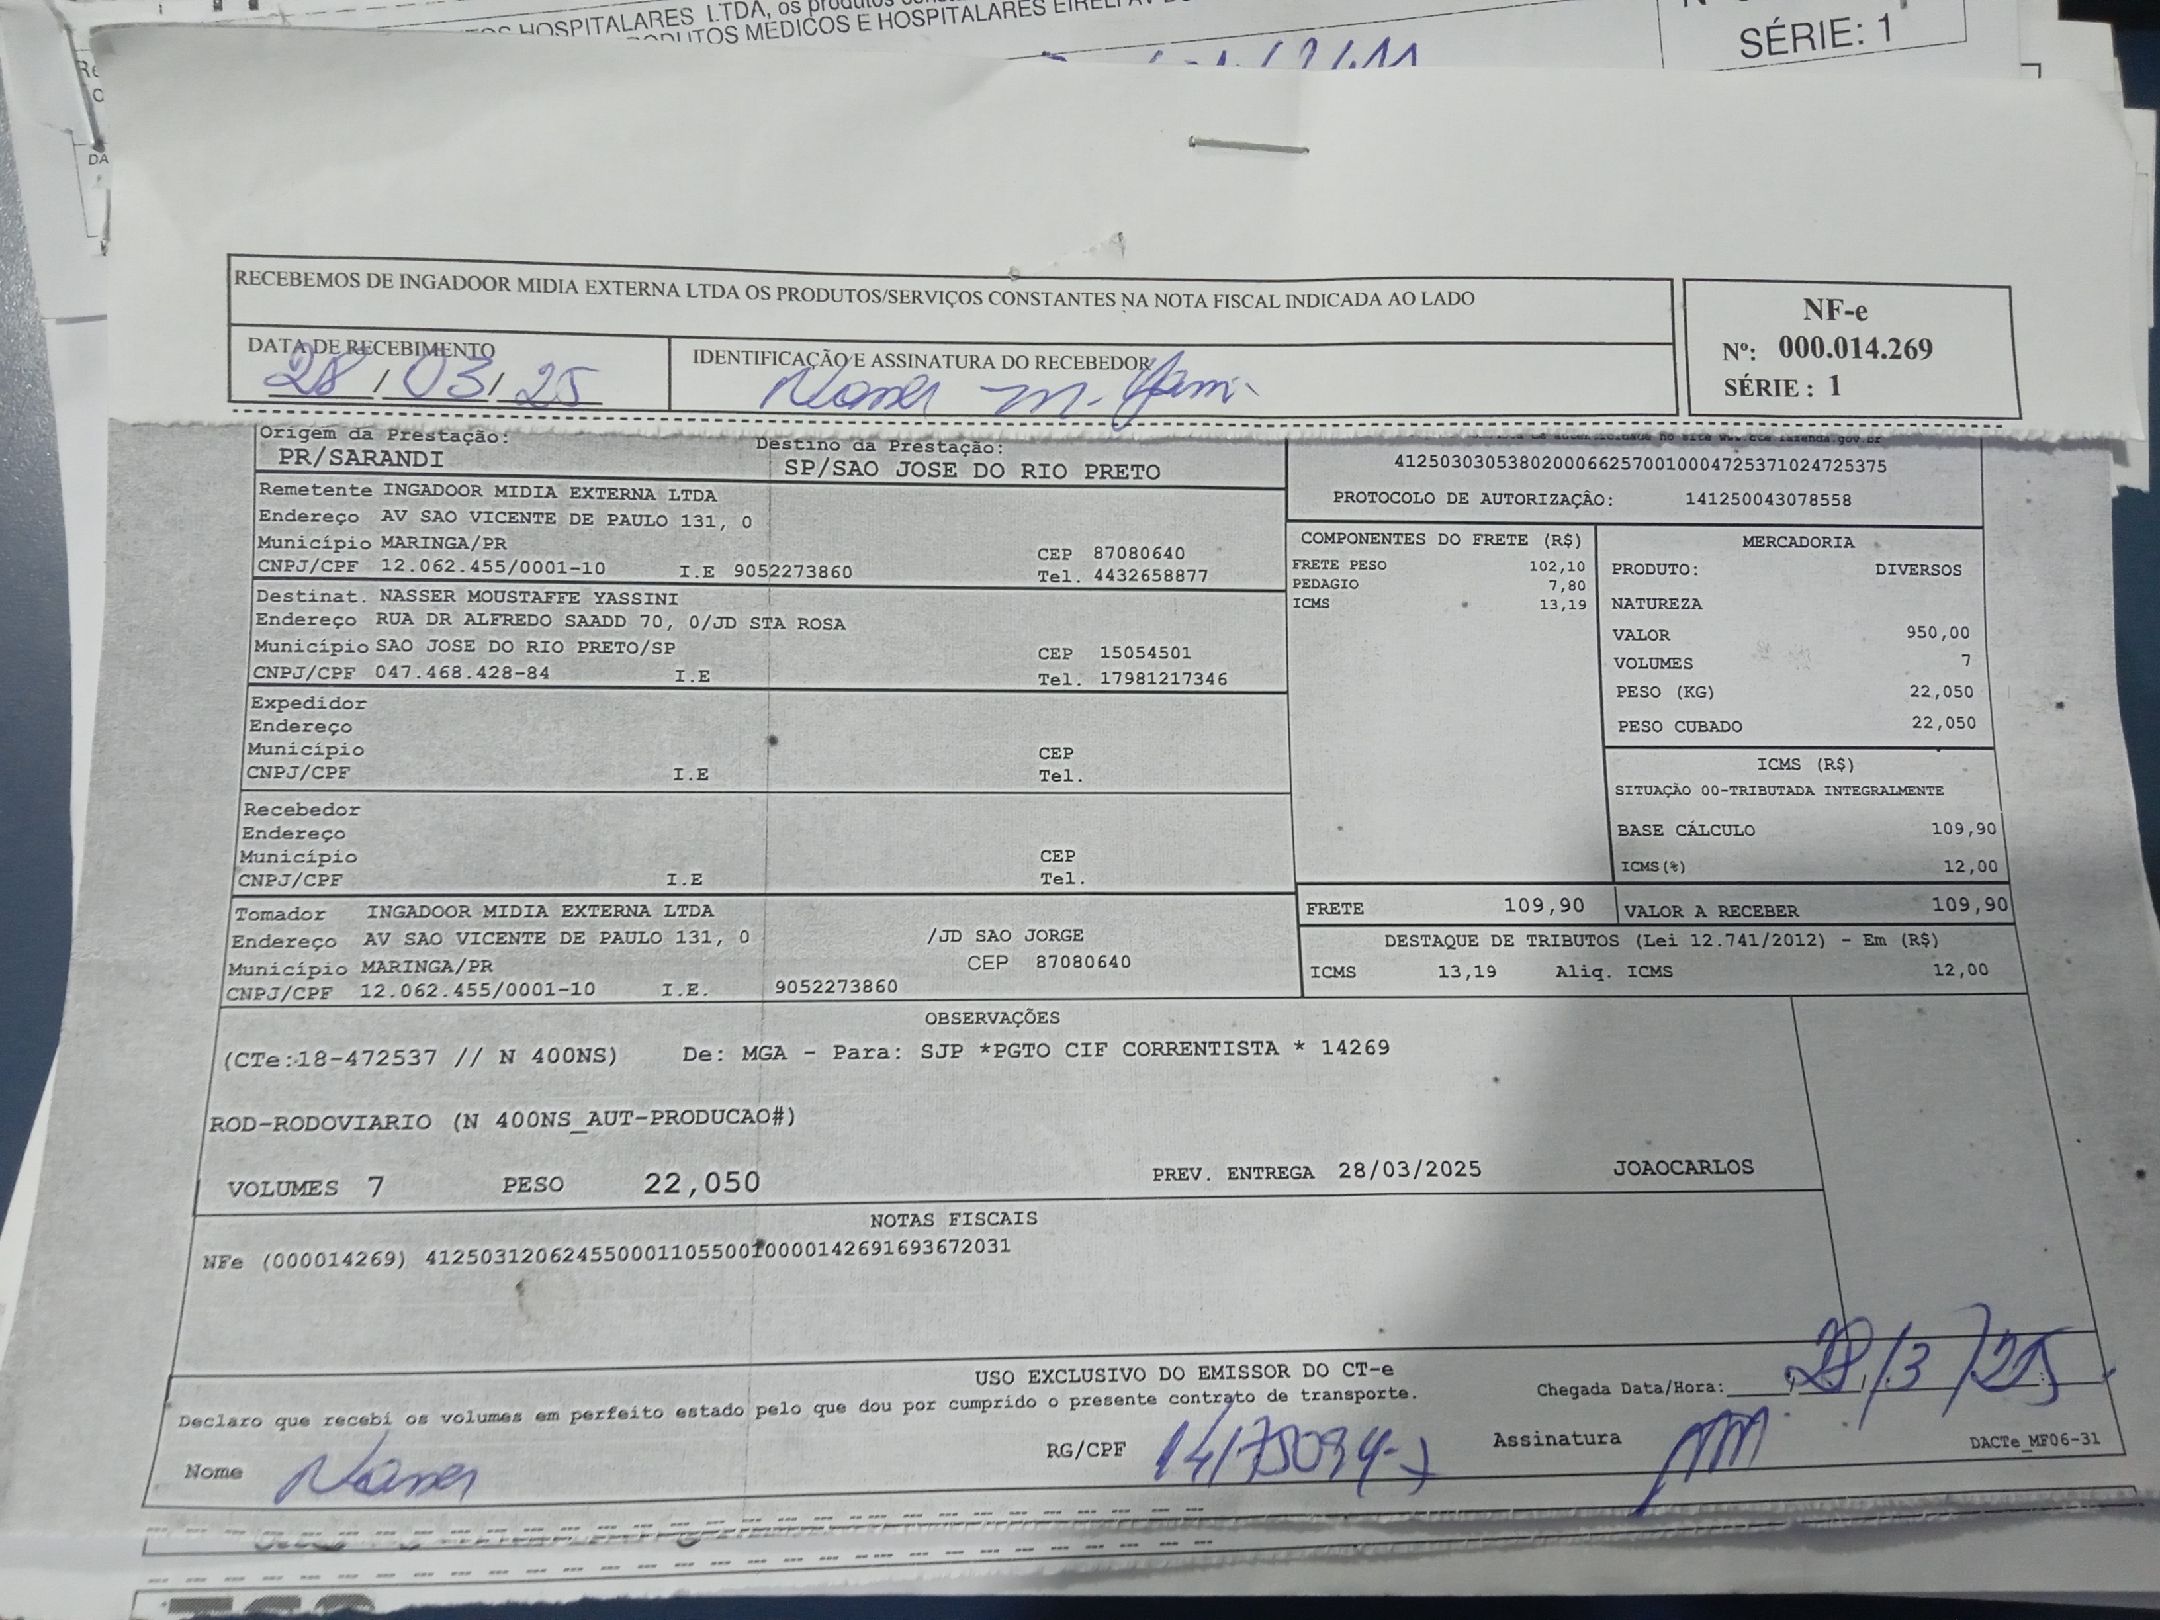 HOSPITALARES LTDA, os
PRODUTOS MEDICOS E HOSPITALARES EIRELI
SÉRIE: 1
RECEBEMOS DE INGADOOR MIDIA EXTERNA LTDA OS PRODUTOS/SERVIÇOS CONSTANTES NA NOTA FISCAL INDICADA AO LADO
NF-e
Nº: 000.014.269
SÉRIE : 1
DATA DE RECEBIMENTO
28/03/25
IDENTIFICAÇÃO E ASSINATURA DO RECEBEDOR
Origem da Prestação:
PR/SARANDI
Destino da Prestação:
SP/SAO JOSE DO RIO PRETO
41250303053802000662570010004725371024725375
PROTOCOLO DE AUTORIZAÇÃO: 141250043078558
Remetente INGADOOR MIDIA EXTERNA LTDA
Endereço AV SAO VICENTE DE PAULO 131, 0
Município MARINGA/PR CEP 87080640
CNPJ/CPF 12.062.455/0001-10 I.E 9052273860 Tel. 4432658877
Destinat. NASSER MOUSTAFFE YASSINI
Endereço RUA DR ALFREDO SAADD 70, 0/JD STA ROSA
Município SAO JOSE DO RIO PRETO/SP CEP 15054501
CNPJ/CPF 047.468.428-84 I.E Tel. 17981217346
Expedidor
Endereço
Município CEP
CNPJ/CPF I.E Tel.
Recebedor
Endereço
Município CEP
CNPJ/CPF I.E Tel.
Tomador INGADOOR MIDIA EXTERNA LTDA
Endereço AV SAO VICENTE DE PAULO 131, 0 /JD SAO JORGE
Município MARINGA/PR CEP 87080640
CNPJ/CPF 12.062.455/0001-10 I.E. 9052273860
COMPONENTES DO FRETE (R$)
FRETE PESO 102,10
PEDAGIO 7,80
ICMS 13,19
MERCADORIA
PRODUTO: DIVERSOS
NATUREZA
VALOR 950,00
VOLUMES 7
PESO (KG) 22,050
PESO CUBADO 22,050
ICMS (R$)
SITUAÇÃO 00-TRIBUTADA INTEGRALMENTE
BASE CÁLCULO 109,90
ICMS(%) 12,00
FRETE 109,90 VALOR A RECEBER 109,90
DESTAQUE DE TRIBUTOS (Lei 12.741/2012) - Em (R$)
ICMS 13,19 Aliq. ICMS 12,00
OBSERVAÇÕES
(CTe:18-472537 // N 400NS) De: MGA - Para: SJP *PGTO CIF CORRENTISTA * 14269
ROD-RODOVIARIO (N 400NS_AUT-PRODUCAO#)
VOLUMES 7 PESO 22,050 PREV. ENTREGA 28/03/2025 JOAOCARLOS
NOTAS FISCAIS
NFe (000014269) 41250312062455000110550010000142691693672031
USO EXCLUSIVO DO EMISSOR DO CT-e
Declaro que recebi os volumes em perfeito estado pelo que dou por cumprido o presente contrato de transporte.
Chegada Data/Hora: 28/3/25
Nome
RG/CPF
Assinatura
DACTe_MF06-31